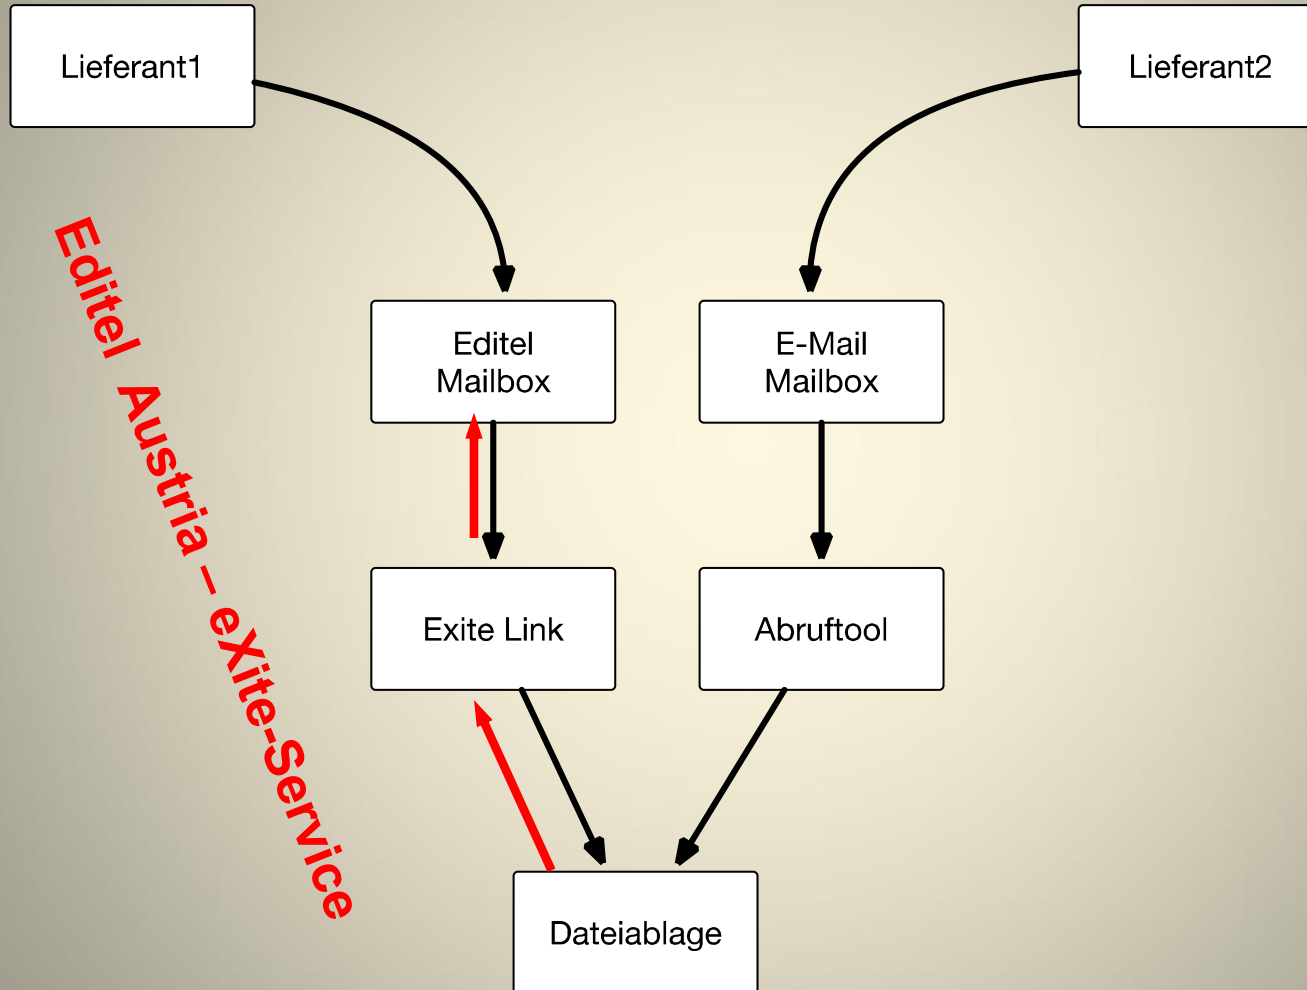 Lieferant1
Lieferant2
Editel Austria – eXite-Service
Editel
Mailbox
E-Mail
Mailbox
Exite Link
Abruftool
Dateiablage